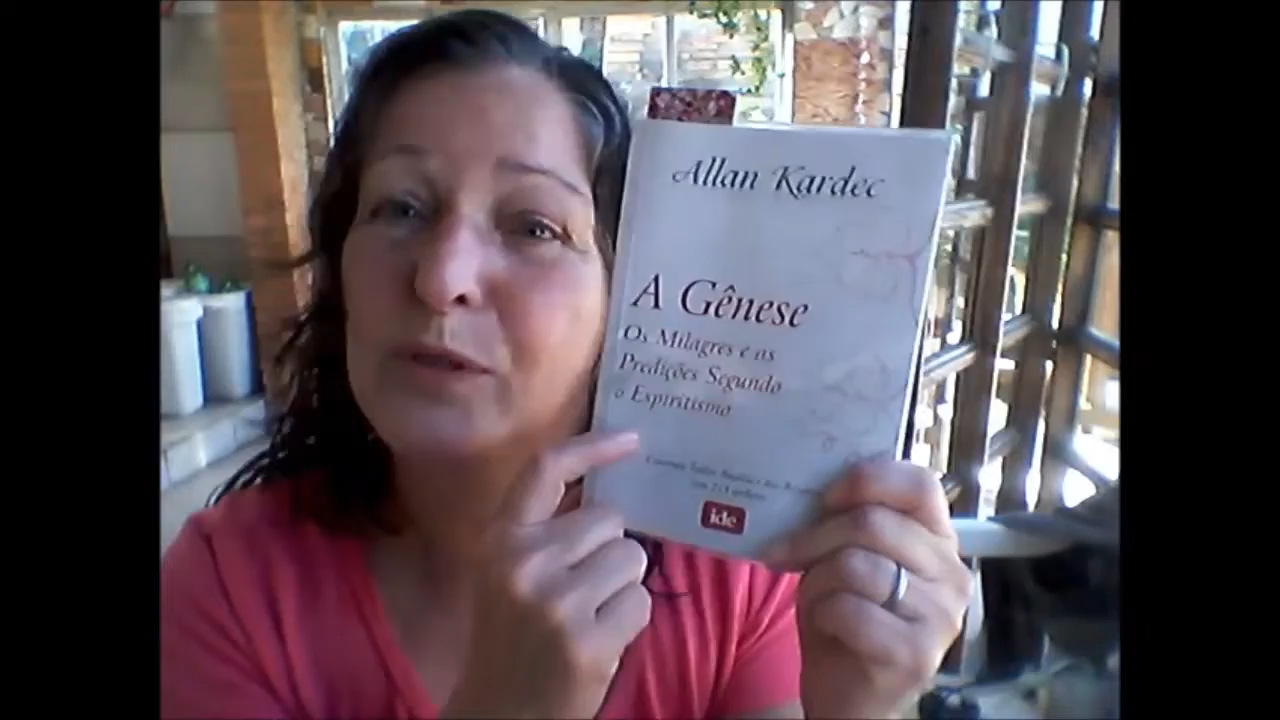 Allan Kardec
A Gênese
Os Milagres e as
Predições Segundo
o Espiritismo
ide